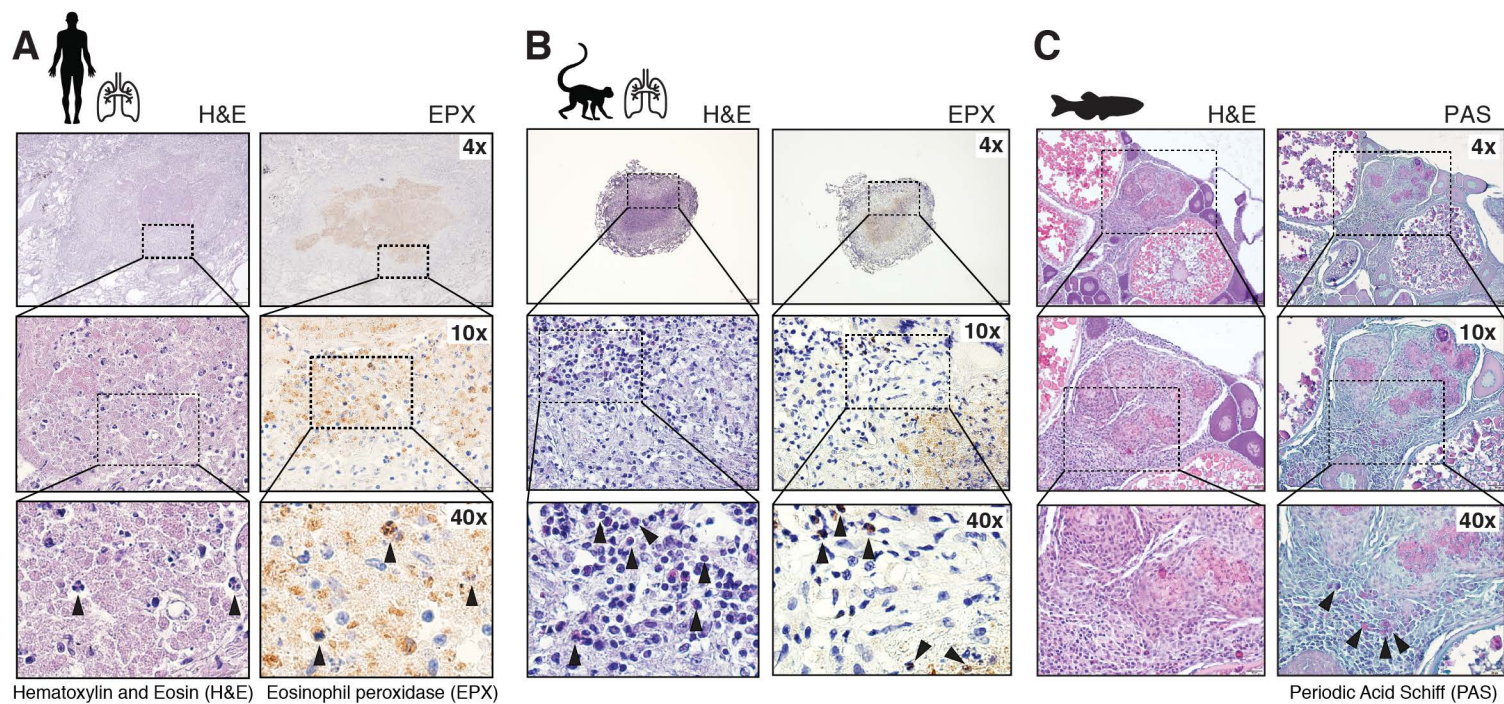 A
H&E
EPX
4x
10x
40x
Hematoxylin and Eosin (H&E)
Eosinophil peroxidase (EPX)
B
H&E
EPX
4x
10x
40x
C
H&E
PAS
4x
10x
40x
Periodic Acid Schiff (PAS)